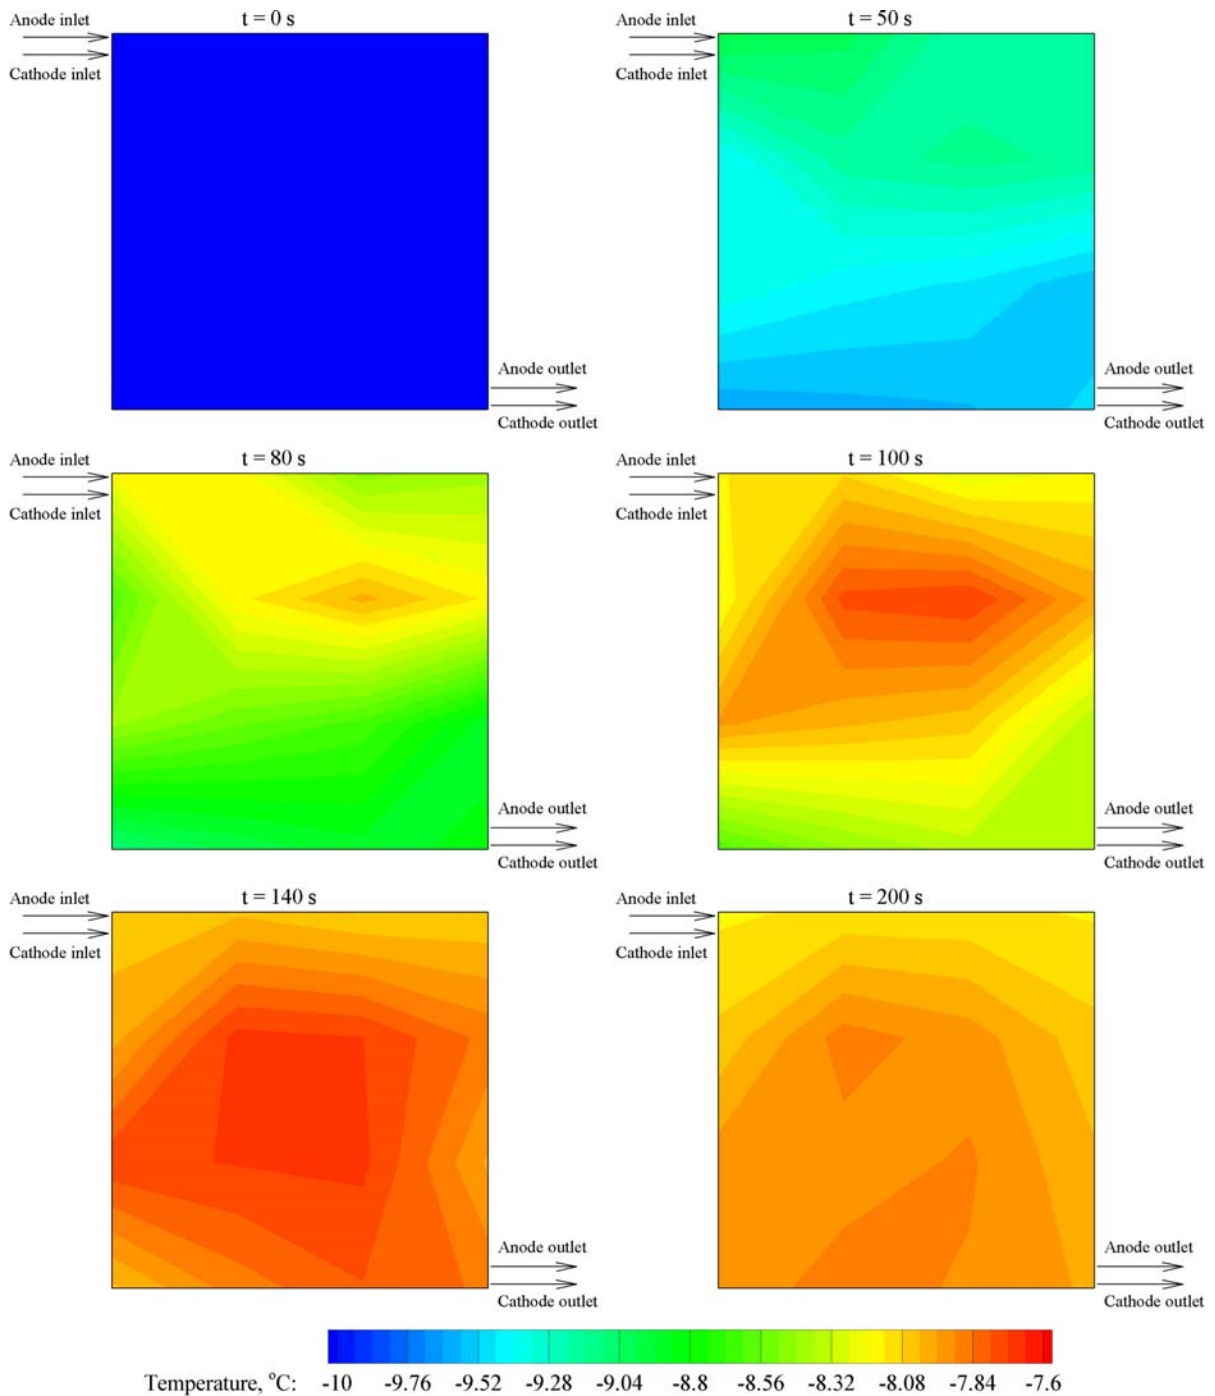 t = 0 s
t = 50 s
Anode inlet
Cathode inlet
Anode inlet
Cathode inlet
Anode outlet
Cathode outlet
Anode outlet
Cathode outlet
t = 80 s
t = 100 s
Anode inlet
Cathode inlet
Anode inlet
Cathode inlet
Anode outlet
Cathode outlet
Anode outlet
Cathode outlet
t = 140 s
t = 200 s
Anode inlet
Cathode inlet
Anode inlet
Cathode inlet
Anode outlet
Cathode outlet
Anode outlet
Cathode outlet
Temperature, °C: -10 -9.76 -9.52 -9.28 -9.04 -8.8 -8.56 -8.32 -8.08 -7.84 -7.6